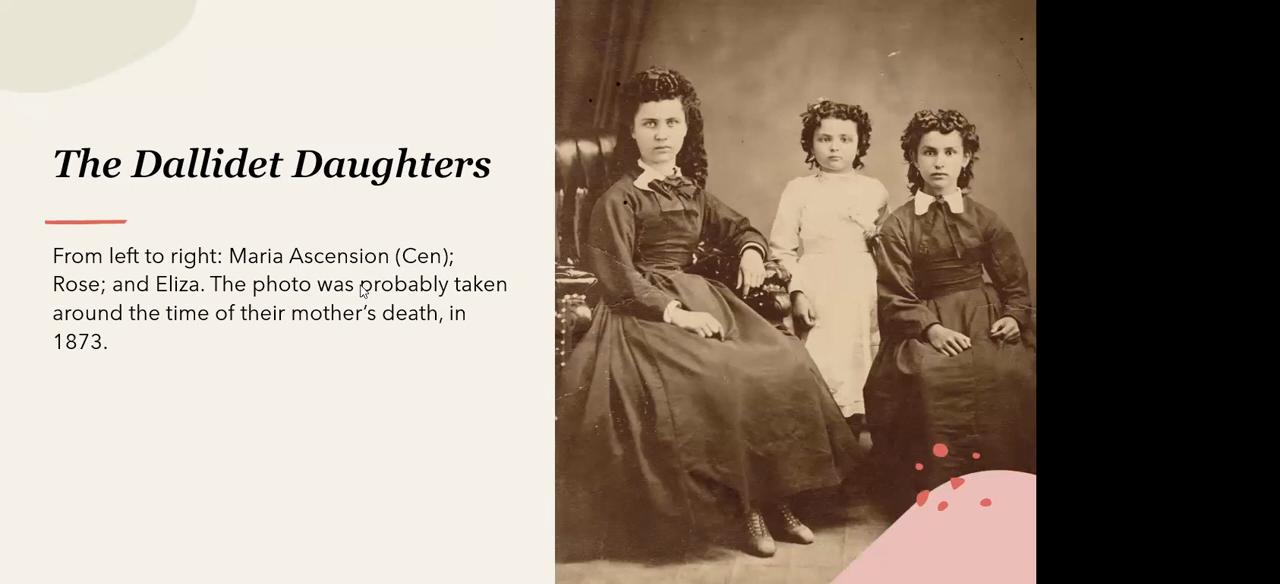 The Dallidet Daughters
From left to right: Maria Ascension (Cen);
Rose; and Eliza. The photo was probably taken
around the time of their mother’s death, in
1873.